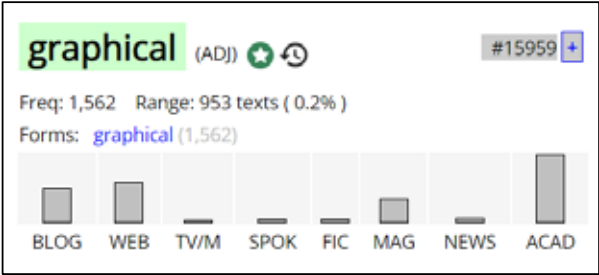 graphical (ADJ) #15959 +
Freq: 1,562 Range: 953 texts ( 0.2% )
Forms: graphical (1,562)
BLOG WEB TV/M SPOK FIC MAG NEWS ACAD